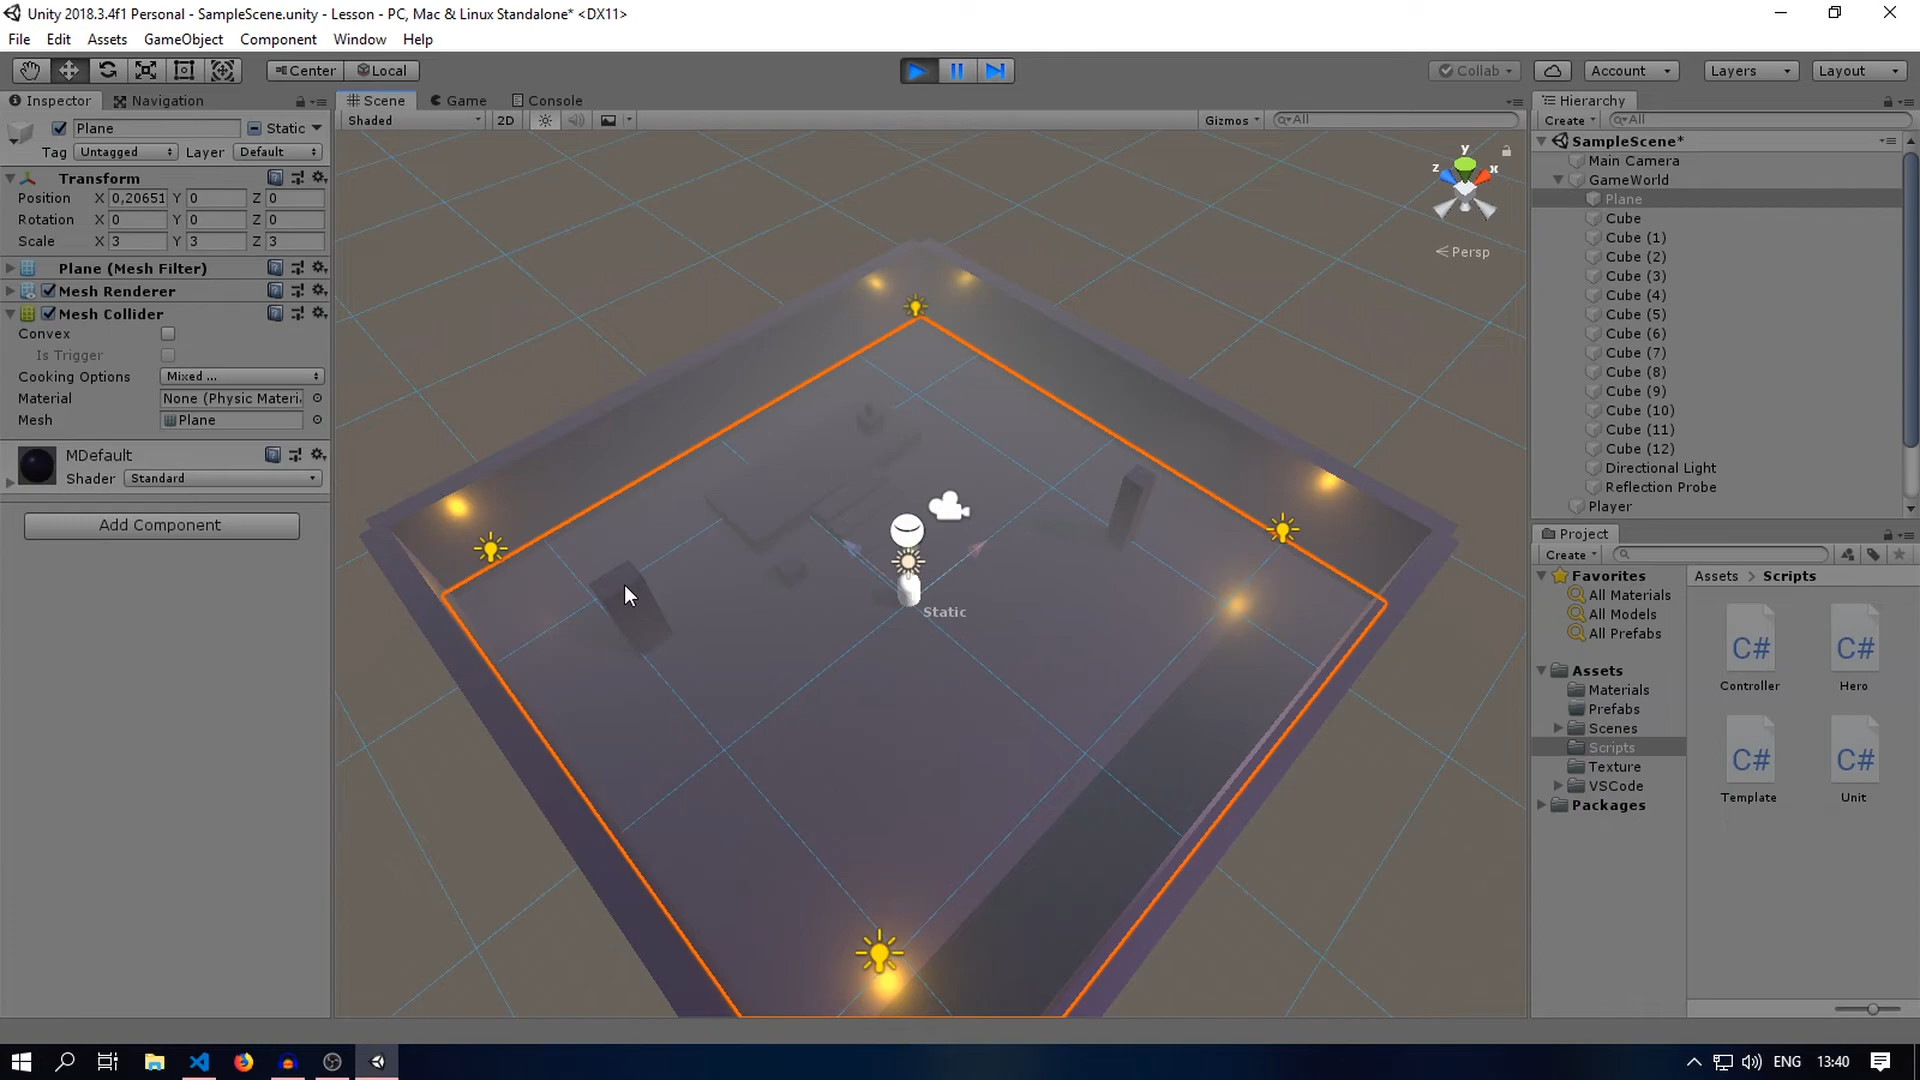 Unity 2018.3.4f1 Personal - SampleScene.unity - Lesson - PC, Mac & Linux Standalone* <DX11>
File Edit Assets GameObject Component Window Help
Center Local Collab Account Layers Layout
Inspector Navigation
Plane Static
Tag Untagged Layer Default
Transform
Position X 0,20651 Y 0 Z 0
Rotation X 0 Y 0 Z 0
Scale X 3 Y 3 Z 3
Plane (Mesh Filter)
Mesh Renderer
Mesh Collider
Convex
Is Trigger
Cooking Options Mixed ...
Material None (Physic Materi
Mesh Plane
MDefault
Shader Standard
Add Component
Scene Game Console
Shaded 2D Gizmos All
y
z x
Persp
Static
Hierarchy
Create All
SampleScene*
Main Camera
GameWorld
Plane
Cube
Cube (1)
Cube (2)
Cube (3)
Cube (4)
Cube (5)
Cube (6)
Cube (7)
Cube (8)
Cube (9)
Cube (10)
Cube (11)
Cube (12)
Directional Light
Reflection Probe
Player
Project
Create
Favorites
All Materials
All Models
All Prefabs
Assets
Materials
Prefabs
Scenes
Scripts
Texture
VSCode
Packages
Assets > Scripts
C# C#
Controller Hero
C# C#
Template Unit
ENG 13:40